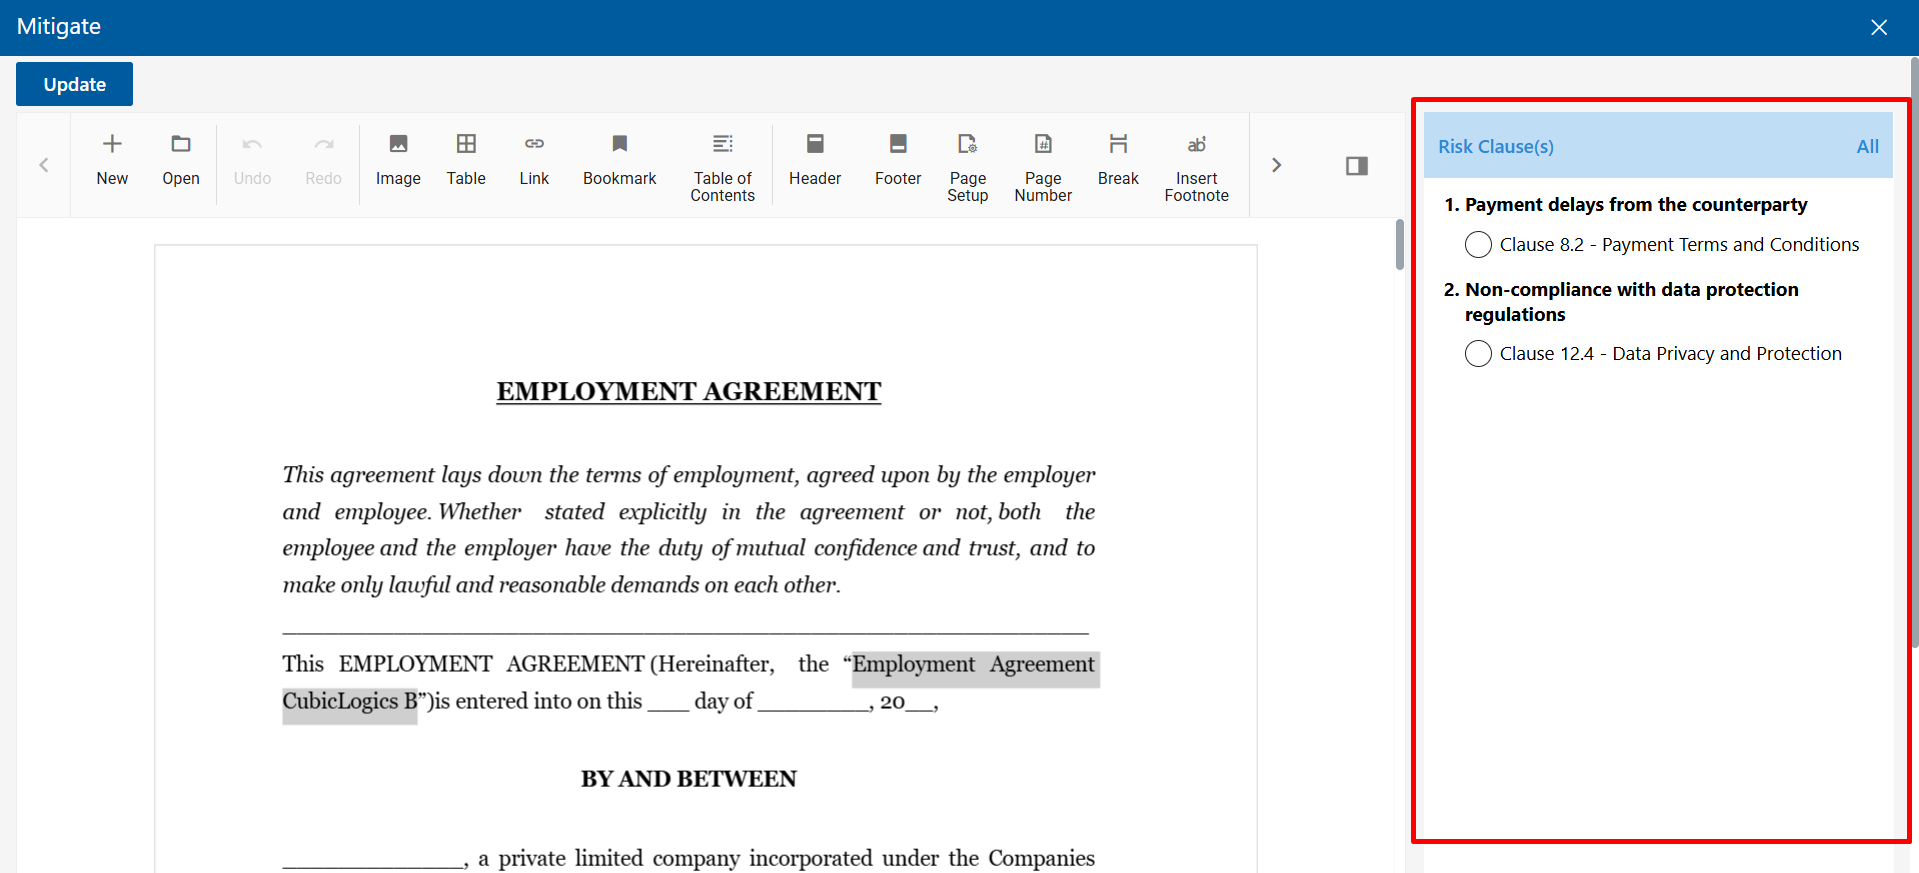 Mitigate
Update
New
Open
Undo
Redo
Image
Table
Link
Bookmark
Table of
Contents
Header
Footer
Page
Setup
Page
Number
Break
Insert
Footnote
EMPLOYMENT AGREEMENT
This agreement lays down the terms of employment, agreed upon by the employer
and employee. Whether stated explicitly in the agreement or not, both the
employee and the employer have the duty of mutual confidence and trust, and to
make only lawful and reasonable demands on each other.
This EMPLOYMENT AGREEMENT (Hereinafter, the “Employment Agreement
CubicLogics B”)is entered into on this ___ day of ________, 20__,
BY AND BETWEEN
_____________, a private limited company incorporated under the Companies
Risk Clause(s) All
1. Payment delays from the counterparty
Clause 8.2 - Payment Terms and Conditions
2. Non-compliance with data protection
regulations
Clause 12.4 - Data Privacy and Protection